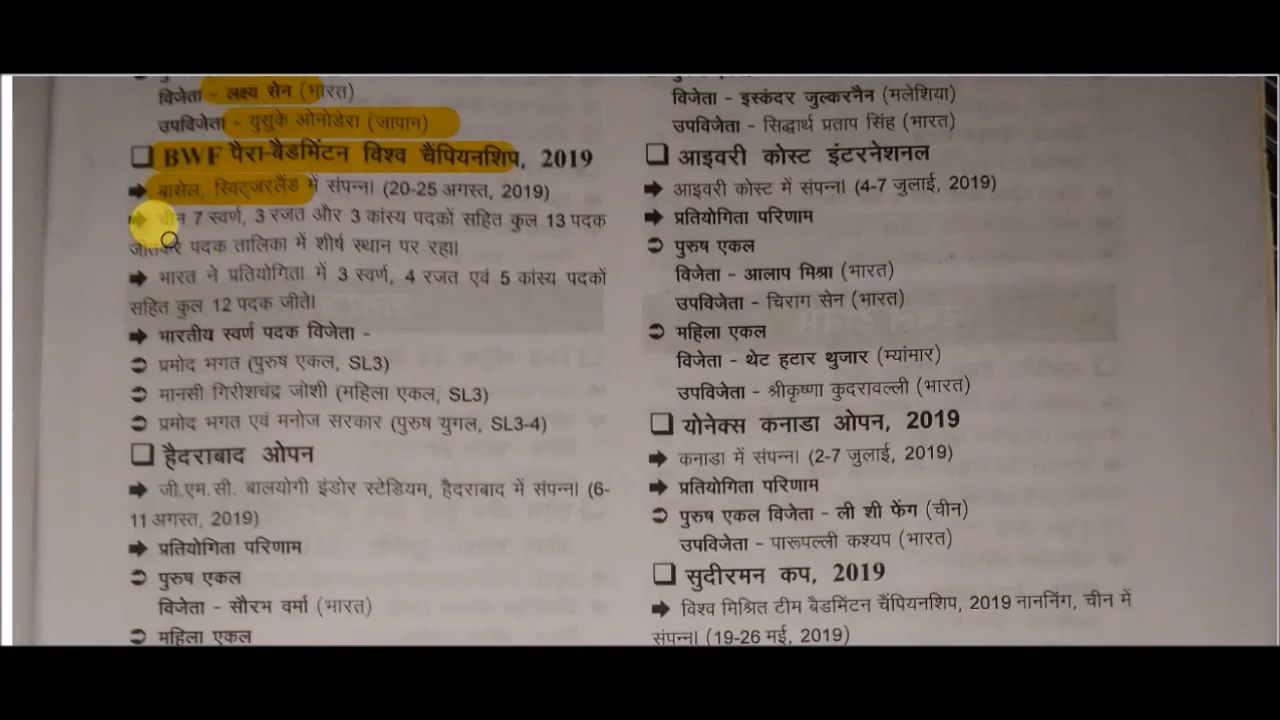 विजेता - लक्ष्य सेन (भारत)
उपविजेता - युसुके ओनोडेरा (जापान)
❑ BWF पैरा-बैडमिंटन विश्व चैंपियनशिप, 2019
➡ बासेल, स्विट्जरलैंड में संपन्न। (20-25 अगस्त, 2019)
➡ चीन 7 स्वर्ण, 3 रजत और 3 कांस्य पदकों सहित कुल 13 पदक
जीतकर पदक तालिका में शीर्ष स्थान पर रहा।
➡ भारत ने प्रतियोगिता में 3 स्वर्ण, 4 रजत एवं 5 कांस्य पदकों
सहित कुल 12 पदक जीते।
➡ भारतीय स्वर्ण पदक विजेता -
➲ प्रमोद भगत (पुरुष एकल, SL3)
➲ मानसी गिरीशचंद्र जोशी (महिला एकल, SL3)
➲ प्रमोद भगत एवं मनोज सरकार (पुरुष युगल, SL3-4)
❑ हैदराबाद ओपन
➡ जी.एम.सी. बालयोगी इंडोर स्टेडियम, हैदराबाद में संपन्न। (6-
11 अगस्त, 2019)
➡ प्रतियोगिता परिणाम
➲ पुरुष एकल
विजेता - सौरभ वर्मा (भारत)
➲ महिला एकल
विजेता - इस्कंदर जुल्करनैन (मलेशिया)
उपविजेता - सिद्धार्थ प्रताप सिंह (भारत)
❑ आइवरी कोस्ट इंटरनेशनल
➡ आइवरी कोस्ट में संपन्न। (4-7 जुलाई, 2019)
➡ प्रतियोगिता परिणाम
➲ पुरुष एकल
विजेता - आलाप मिश्रा (भारत)
उपविजेता - चिराग सेन (भारत)
➲ महिला एकल
विजेता - थेट हटार थुजार (म्यांमार)
उपविजेता - श्रीकृष्णा कुदरावल्ली (भारत)
❑ योनेक्स कनाडा ओपन, 2019
➡ कनाडा में संपन्न। (2-7 जुलाई, 2019)
➡ प्रतियोगिता परिणाम
➲ पुरुष एकल विजेता - ली शी फेंग (चीन)
उपविजेता - पारूपल्ली कश्यप (भारत)
❑ सुदीरमन कप, 2019
➡ विश्व मिश्रित टीम बैडमिंटन चैंपियनशिप, 2019 नाननिंग, चीन में
संपन्न। (19-26 मई, 2019)